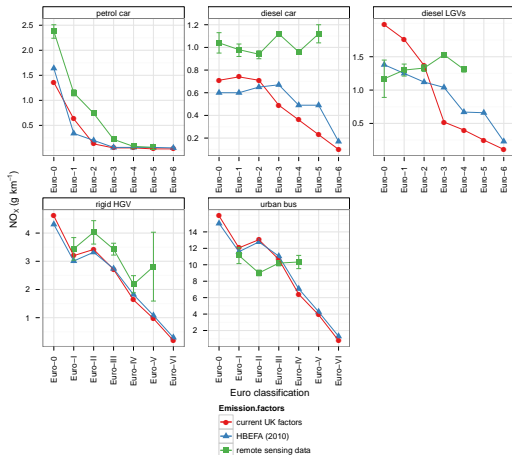 petrol car
diesel car
diesel LGVs
2.5
2.0
1.5
1.0
0.5
1.2
1.0
0.8
0.6
0.4
0.2
2.0
1.5
1.0
0.5
Euro−0
Euro−1
Euro−2
Euro−3
Euro−4
Euro−5
Euro−6
Euro−0
Euro−1
Euro−2
Euro−3
Euro−4
Euro−5
Euro−6
Euro−0
Euro−1
Euro−2
Euro−3
Euro−4
Euro−5
Euro−6
NOX (g km−1)
rigid HGV
urban bus
4
3
2
1
14
12
10
8
6
4
2
Euro−0
Euro−I
Euro−II
Euro−III
Euro−IV
Euro−V
Euro−VI
Euro−0
Euro−I
Euro−II
Euro−III
Euro−IV
Euro−V
Euro−VI
Euro classification
Emission.factors
current UK factors
HBEFA (2010)
remote sensing data